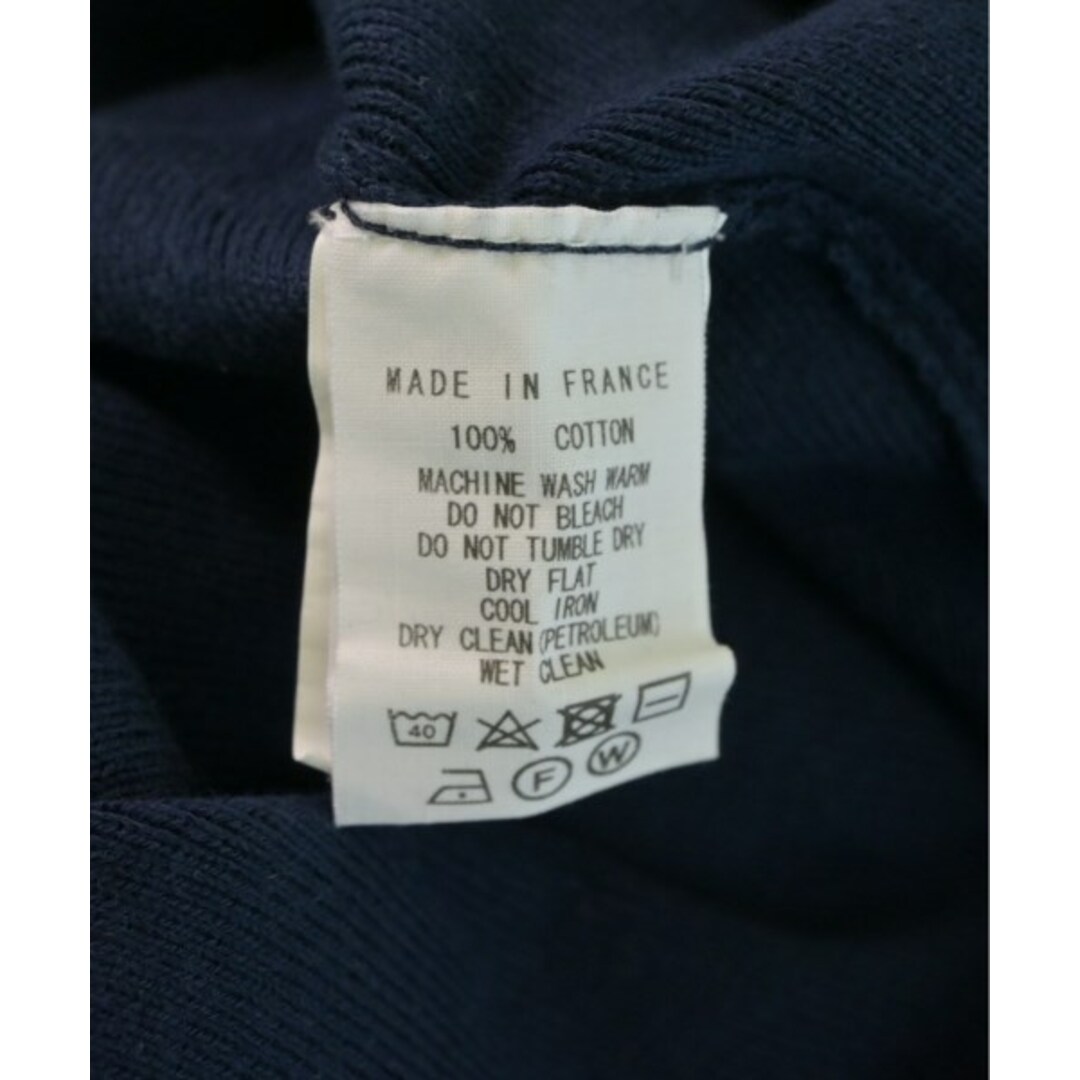 MADE IN FRANCE
100% COTTON
MACHINE WASH WARM
DO NOT BLEACH
DO NOT TUMBLE DRY
DRY FLAT
COOL IRON
DRY CLEAN(PETROLEUM)
WET CLEAN
40
F W